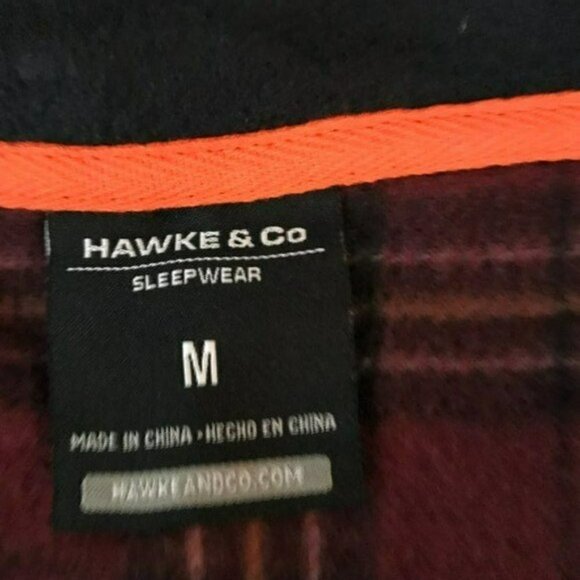 HAWKE & Co
SLEEPWEAR
M
MADE IN CHINA • HECHO EN CHINA
HAWKEANDCO.COM